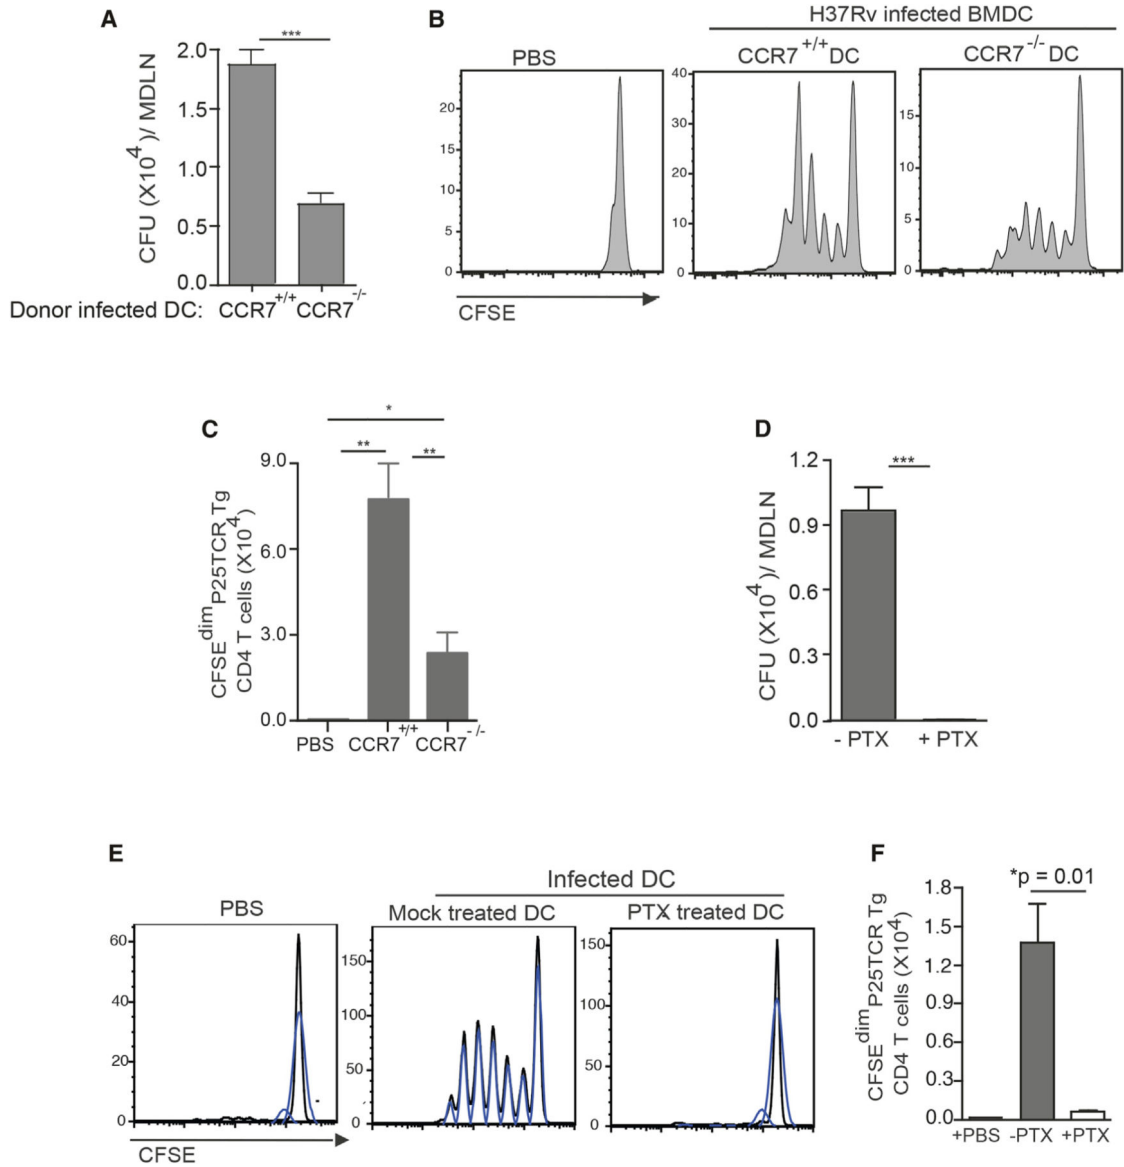 A
***
CFU (X10^4)/ MDLN
2.0
1.5
1.0
0.5
0.0
Donor infected DC: CCR7+/+ CCR7-/-
B
H37Rv infected BMDC
PBS
CCR7+/+ DC
CCR7-/- DC
20
15
10
5
0
40
30
20
10
0
15
10
5
0
CFSE
C
*
**
**
CFSE^dim P25TCR Tg
CD4 T cells (X10^4)
9.0
6.0
3.0
0.0
PBS CCR7+/+ CCR7-/-
D
***
CFU (X10^4)/ MDLN
1.2
0.9
0.6
0.3
0.0
- PTX + PTX
E
Infected DC
PBS
Mock treated DC
PTX treated DC
60
40
20
0
150
100
50
0
150
100
50
0
CFSE
F
*p = 0.01
CFSE^dim P25TCR Tg
CD4 T cells (X10^4)
1.8
1.5
1.2
0.9
0.6
0.3
0.0
+PBS -PTX +PTX